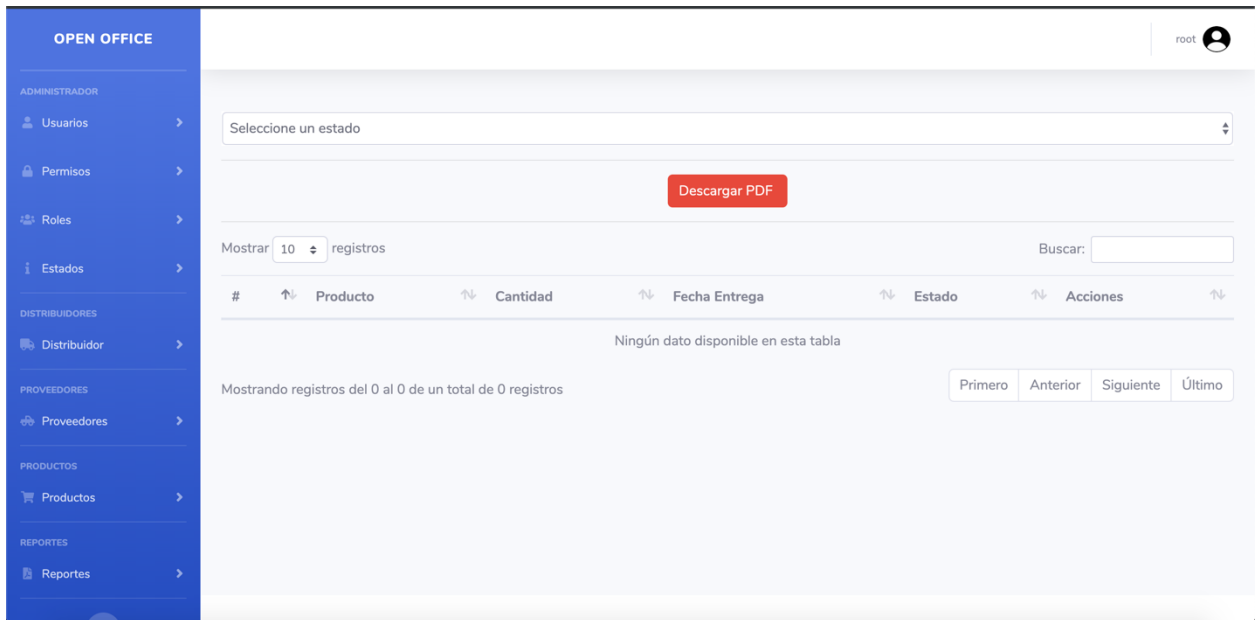 OPEN OFFICE
root
ADMINISTRADOR
Usuarios
Permisos
Roles
Estados
DISTRIBUIDORES
Distribuidor
PROVEEDORES
Proveedores
PRODUCTOS
Productos
REPORTES
Reportes
Seleccione un estado
Descargar PDF
Mostrar 10 registros
Buscar:
# Producto Cantidad Fecha Entrega Estado Acciones
Ningún dato disponible en esta tabla
Mostrando registros del 0 al 0 de un total de 0 registros
Primero Anterior Siguiente Último